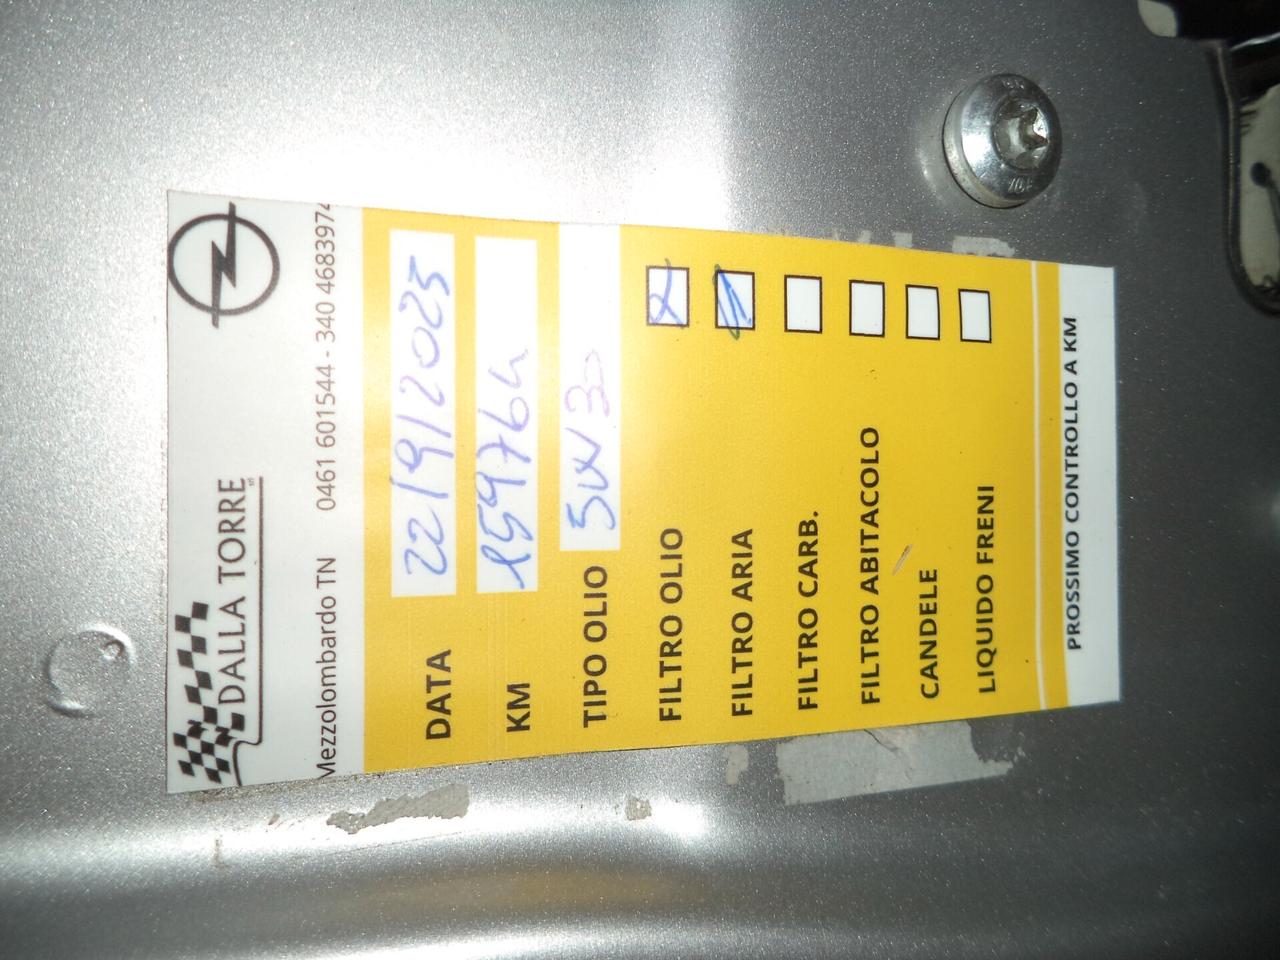 DALLA TORRE srl
Mezzolombardo TN 0461 601544 - 340 4683974
DATA 22/9/2023
KM 159764
TIPO OLIO 5W30
FILTRO OLIO
FILTRO ARIA
FILTRO CARB.
FILTRO ABITACOLO
CANDELE
LIQUIDO FRENI
PROSSIMO CONTROLLO A KM